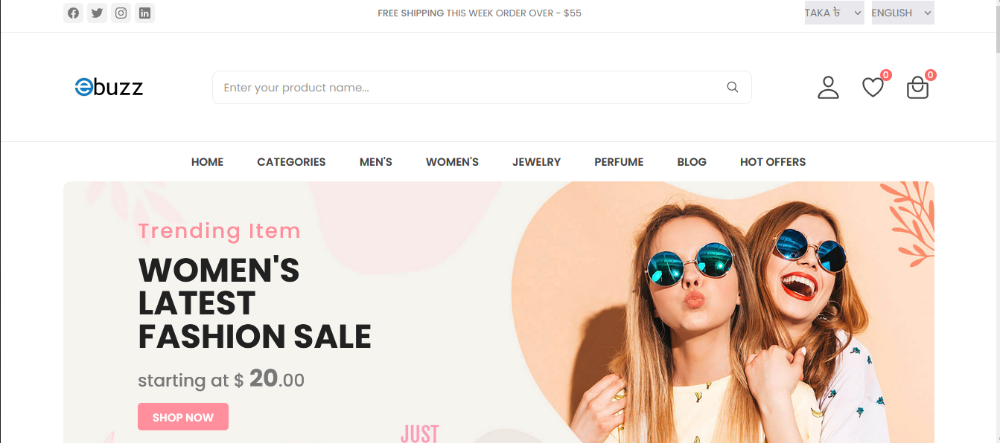 FREE SHIPPING THIS WEEK ORDER OVER - $55
TAKA ৳
ENGLISH
ebuzz
Enter your product name...
0
0
HOME
CATEGORIES
MEN'S
WOMEN'S
JEWELRY
PERFUME
BLOG
HOT OFFERS
Trending Item
WOMEN'S
LATEST
FASHION SALE
starting at $ 20.00
SHOP NOW
JUST